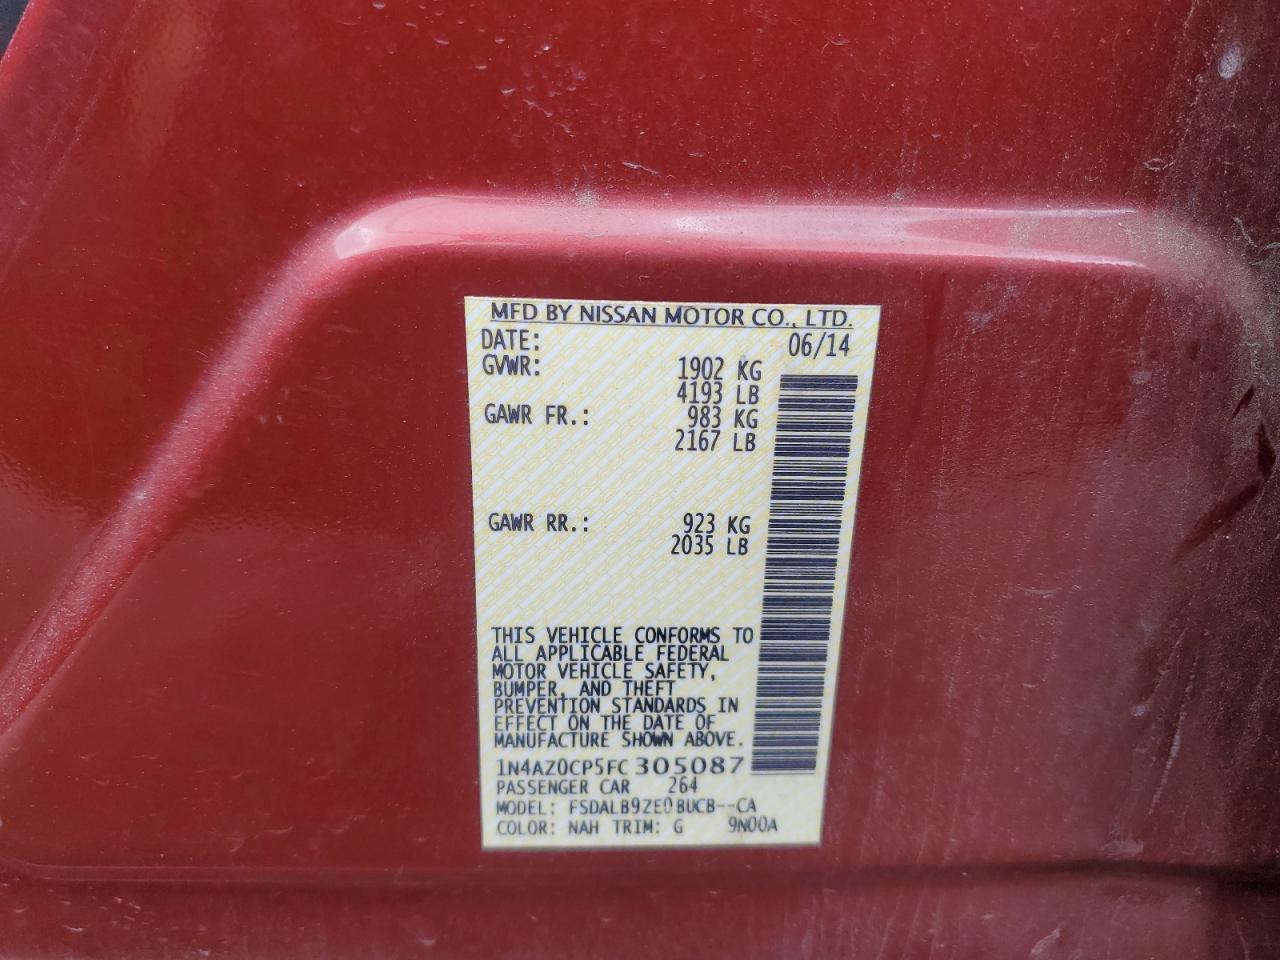 MFD BY NISSAN MOTOR CO., LTD.
DATE: 06/14
GVWR: 1902 KG
4193 LB
GAWR FR.: 983 KG
2167 LB
GAWR RR.: 923 KG
2035 LB
THIS VEHICLE CONFORMS TO
ALL APPLICABLE FEDERAL
MOTOR VEHICLE SAFETY,
BUMPER, AND THEFT
PREVENTION STANDARDS IN
EFFECT ON THE DATE OF
MANUFACTURE SHOWN ABOVE.
1N4AZ0CP5FC305087
PASSENGER CAR 264
MODEL: FSDALB9ZE0BUCB--CA
COLOR: NAH TRIM: G 9N00A